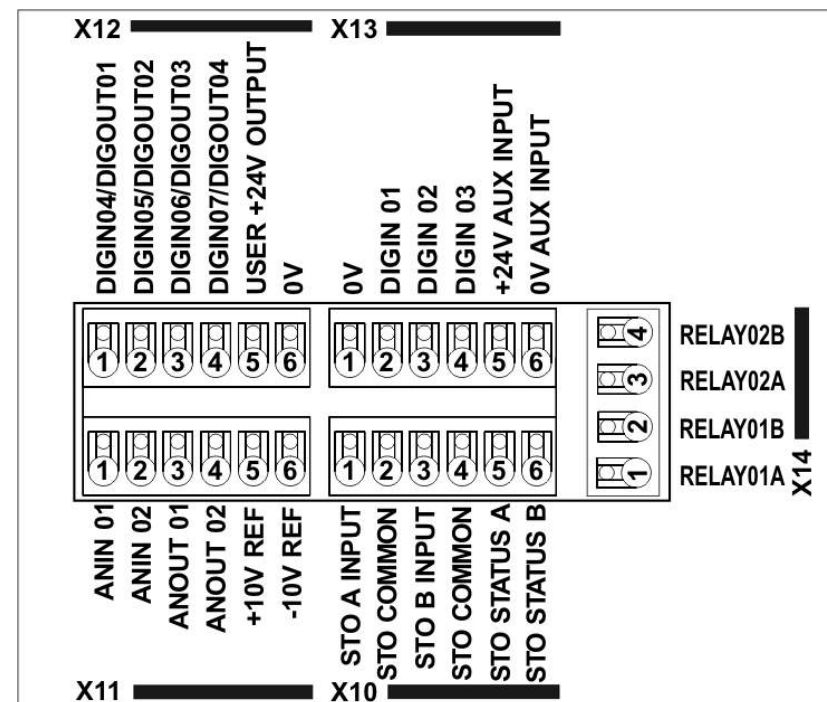 X12
X13
DIGIN04/DIGOUT01
DIGIN05/DIGOUT02
DIGIN06/DIGOUT03
DIGIN07/DIGOUT04
USER +24V OUTPUT
0V
0V
DIGIN 01
DIGIN 02
DIGIN 03
+24V AUX INPUT
0V AUX INPUT
1 2 3 4 5 6
1 2 3 4 5 6
4 RELAY02B
3 RELAY02A
2 RELAY01B
1 RELAY01A
X14
1 2 3 4 5 6
1 2 3 4 5 6
ANIN 01
ANIN 02
ANOUT 01
ANOUT 02
+10V REF
-10V REF
STO A INPUT
STO COMMON
STO B INPUT
STO COMMON
STO STATUS A
STO STATUS B
X11
X10